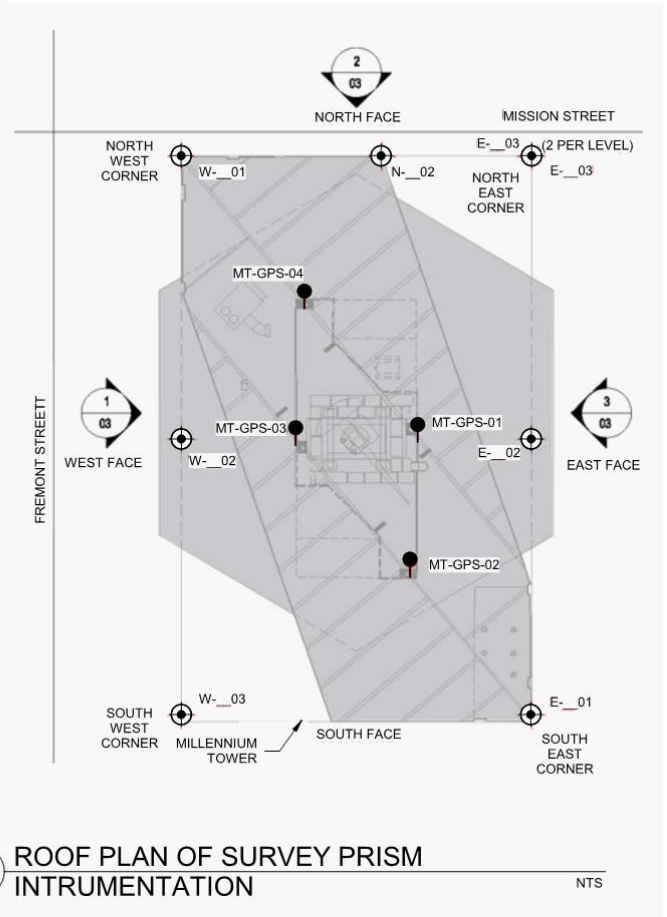 2
03
NORTH FACE
MISSION STREET
NORTH
WEST
CORNER
W-__01
N-__02
E-__03
(2 PER LEVEL)
E-__03
NORTH
EAST
CORNER
MT-GPS-04
1
03
WEST FACE
MT-GPS-03
W-__02
MT-GPS-01
E-__02
3
03
EAST FACE
FREMONT STREETT
MT-GPS-02
W-__03
SOUTH
WEST
CORNER
MILLENNIUM
TOWER
SOUTH FACE
E-__01
SOUTH
EAST
CORNER
ROOF PLAN OF SURVEY PRISM
INTRUMENTATION
NTS